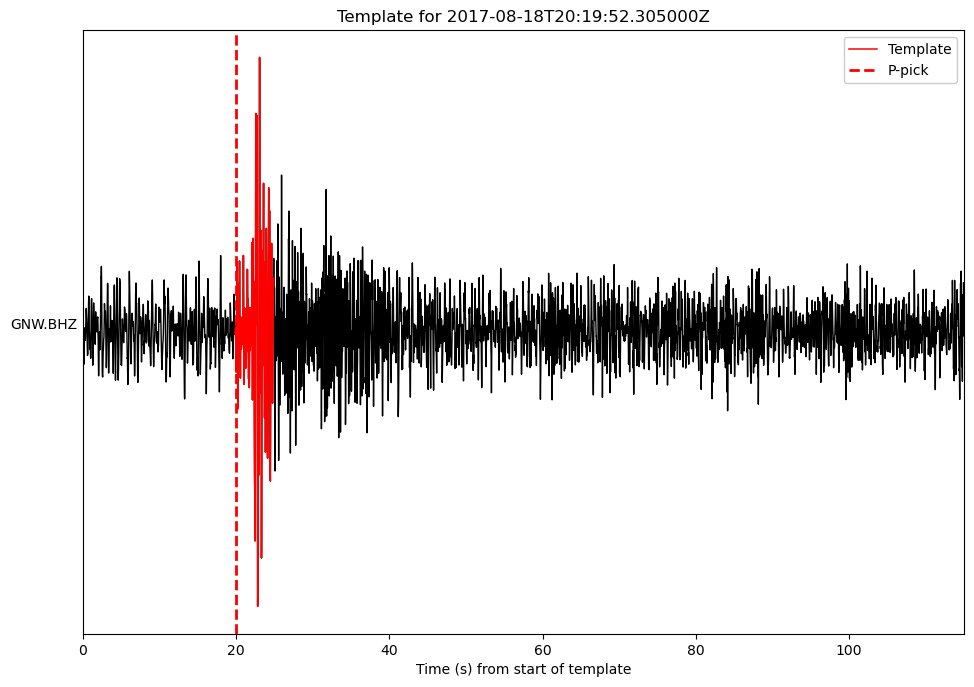 Template for 2017-08-18T20:19:52.305000Z
Template
P-pick
GNW.BHZ
0 20 40 60 80 100
Time (s) from start of template